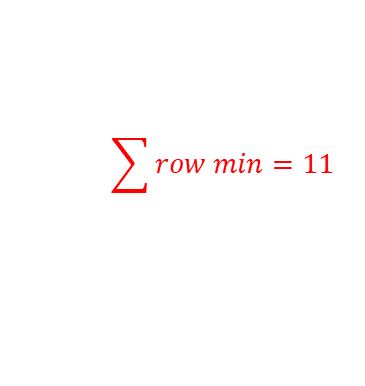 ∑ row min = 11